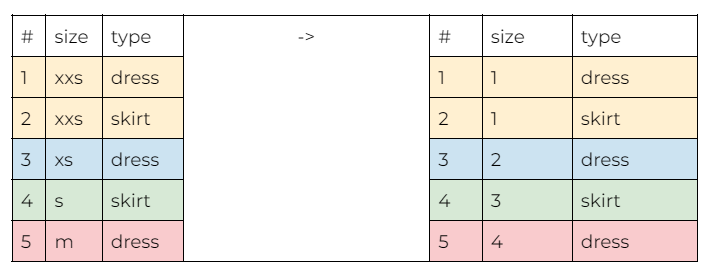 # size type -> # size type
1 xxs dress 1 1 dress
2 xxs skirt 2 1 skirt
3 xs dress 3 2 dress
4 s skirt 4 3 skirt
5 m dress 5 4 dress